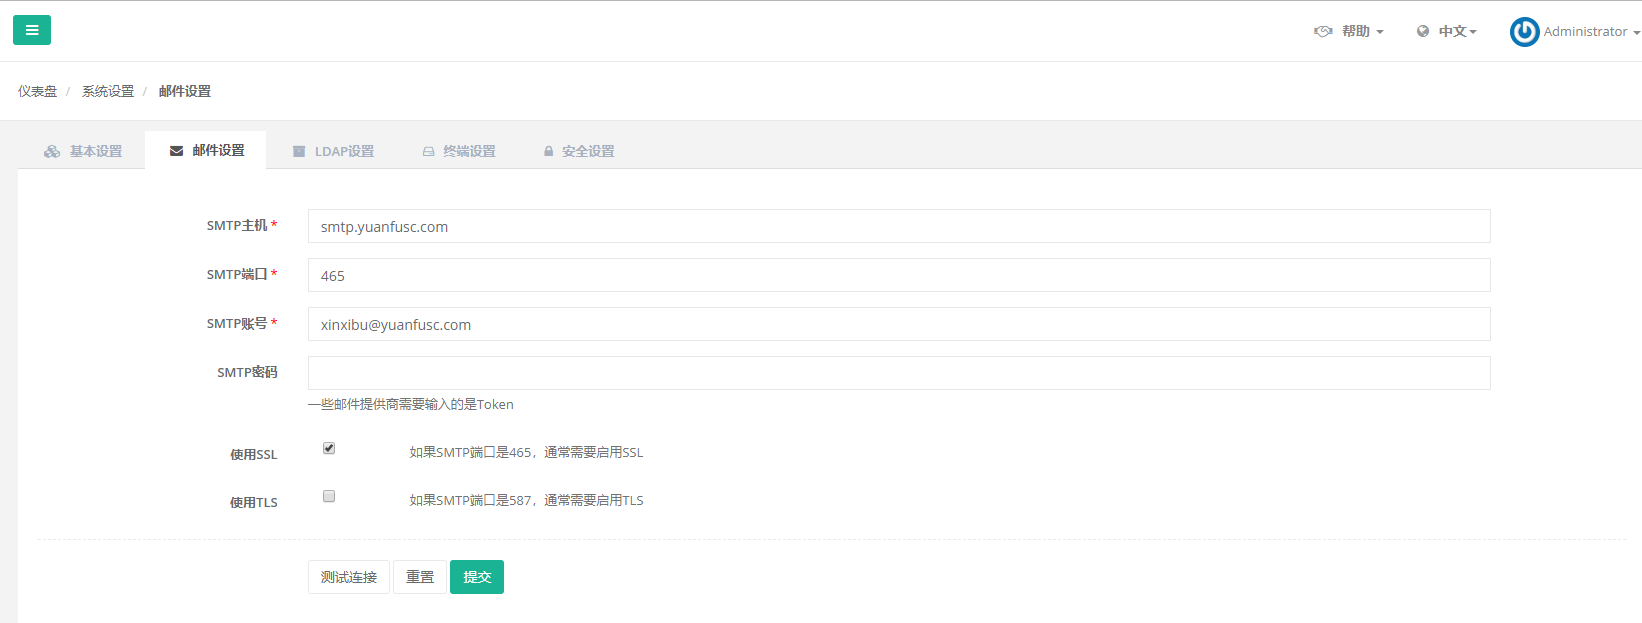 帮助 中文 Administrator
仪表盘 / 系统设置 / 邮件设置
基本设置 邮件设置 LDAP设置 终端设置 安全设置
SMTP主机 * smtp.yuanfusc.com
SMTP端口 * 465
SMTP账号 * xinxibu@yuanfusc.com
SMTP密码
一些邮件提供商需要输入的是Token
使用SSL 如果SMTP端口是465，通常需要启用SSL
使用TLS 如果SMTP端口是587，通常需要启用TLS
测试连接 重置 提交